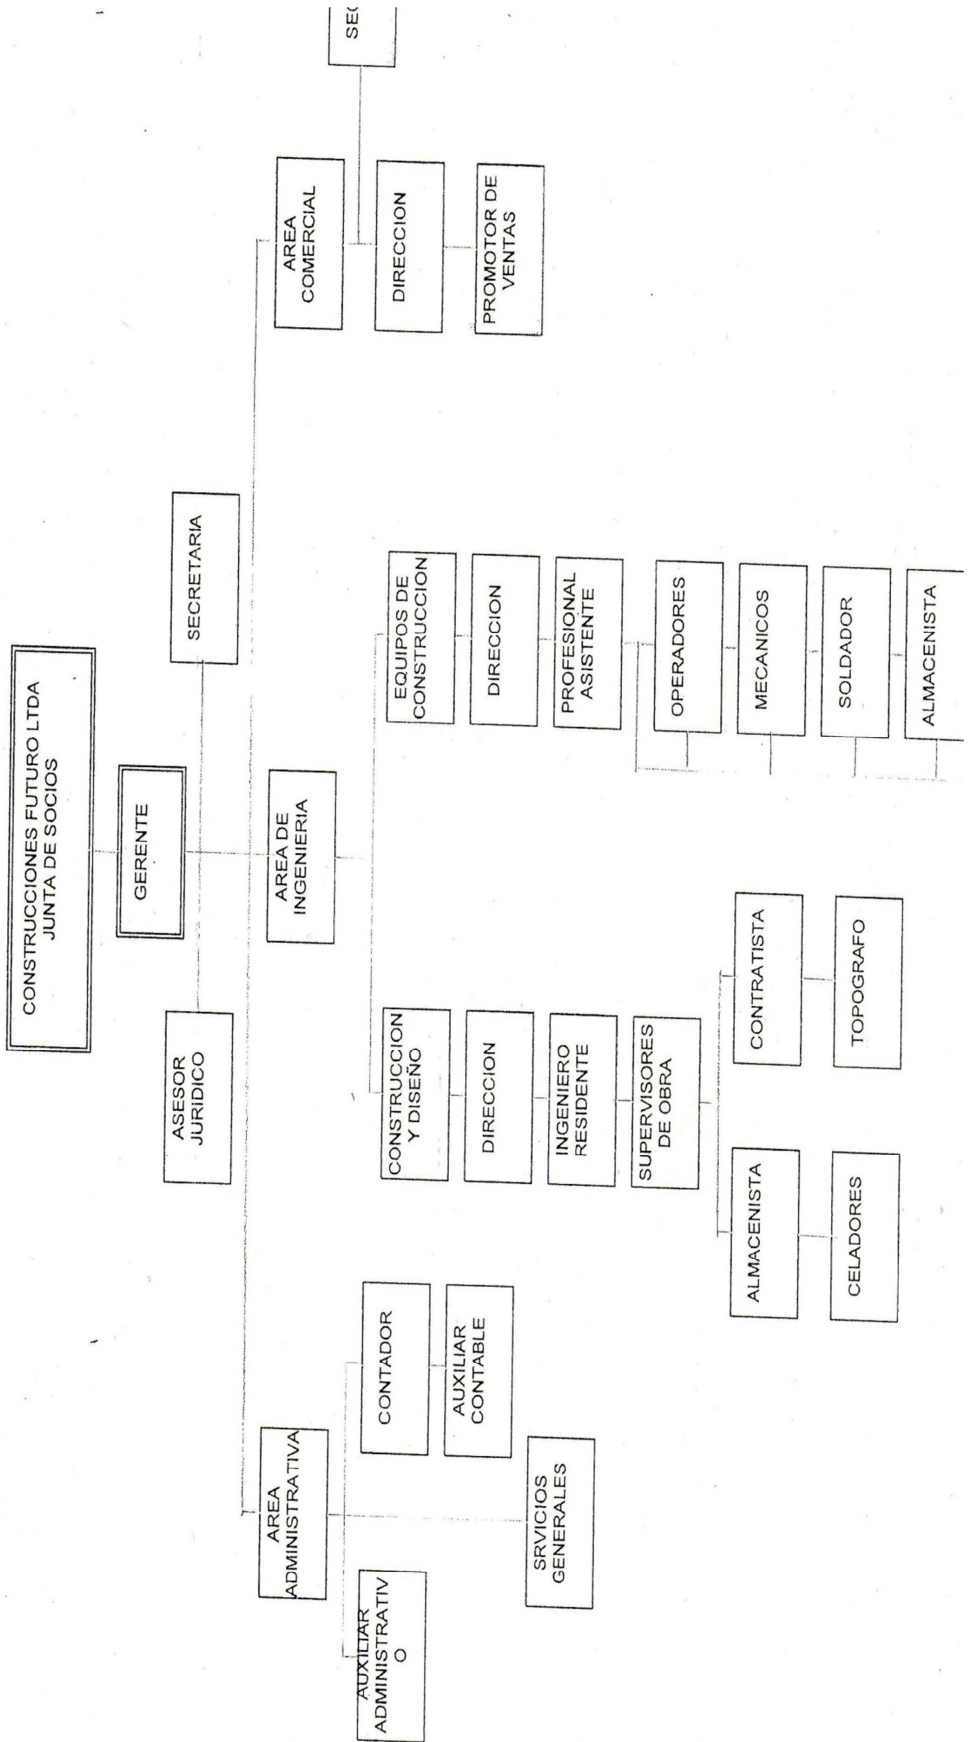 CONSTRUCCIONES FUTURO LTDA
JUNTA DE SOCIOS
GERENTE
ASESOR
JURIDICO
SECRETARIA
AREA
ADMINISTRATIVA
AREA DE
INGENIERIA
AREA
COMERCIAL
AUXILIAR
ADMINISTRATIV
O
CONTADOR
AUXILIAR
CONTABLE
SRVICIOS
GENERALES
CONSTRUCCION
Y DISEÑO
DIRECCION
INGENIERO
RESIDENTE
SUPERVISORES
DE OBRA
ALMACENISTA
CELADORES
CONTRATISTA
TOPOGRAFO
EQUIPOS DE
CONSTRUCCION
DIRECCION
PROFESIONAL
ASISTENTE
OPERADORES
MECANICOS
SOLDADOR
ALMACENISTA
DIRECCION
PROMOTOR DE
VENTAS